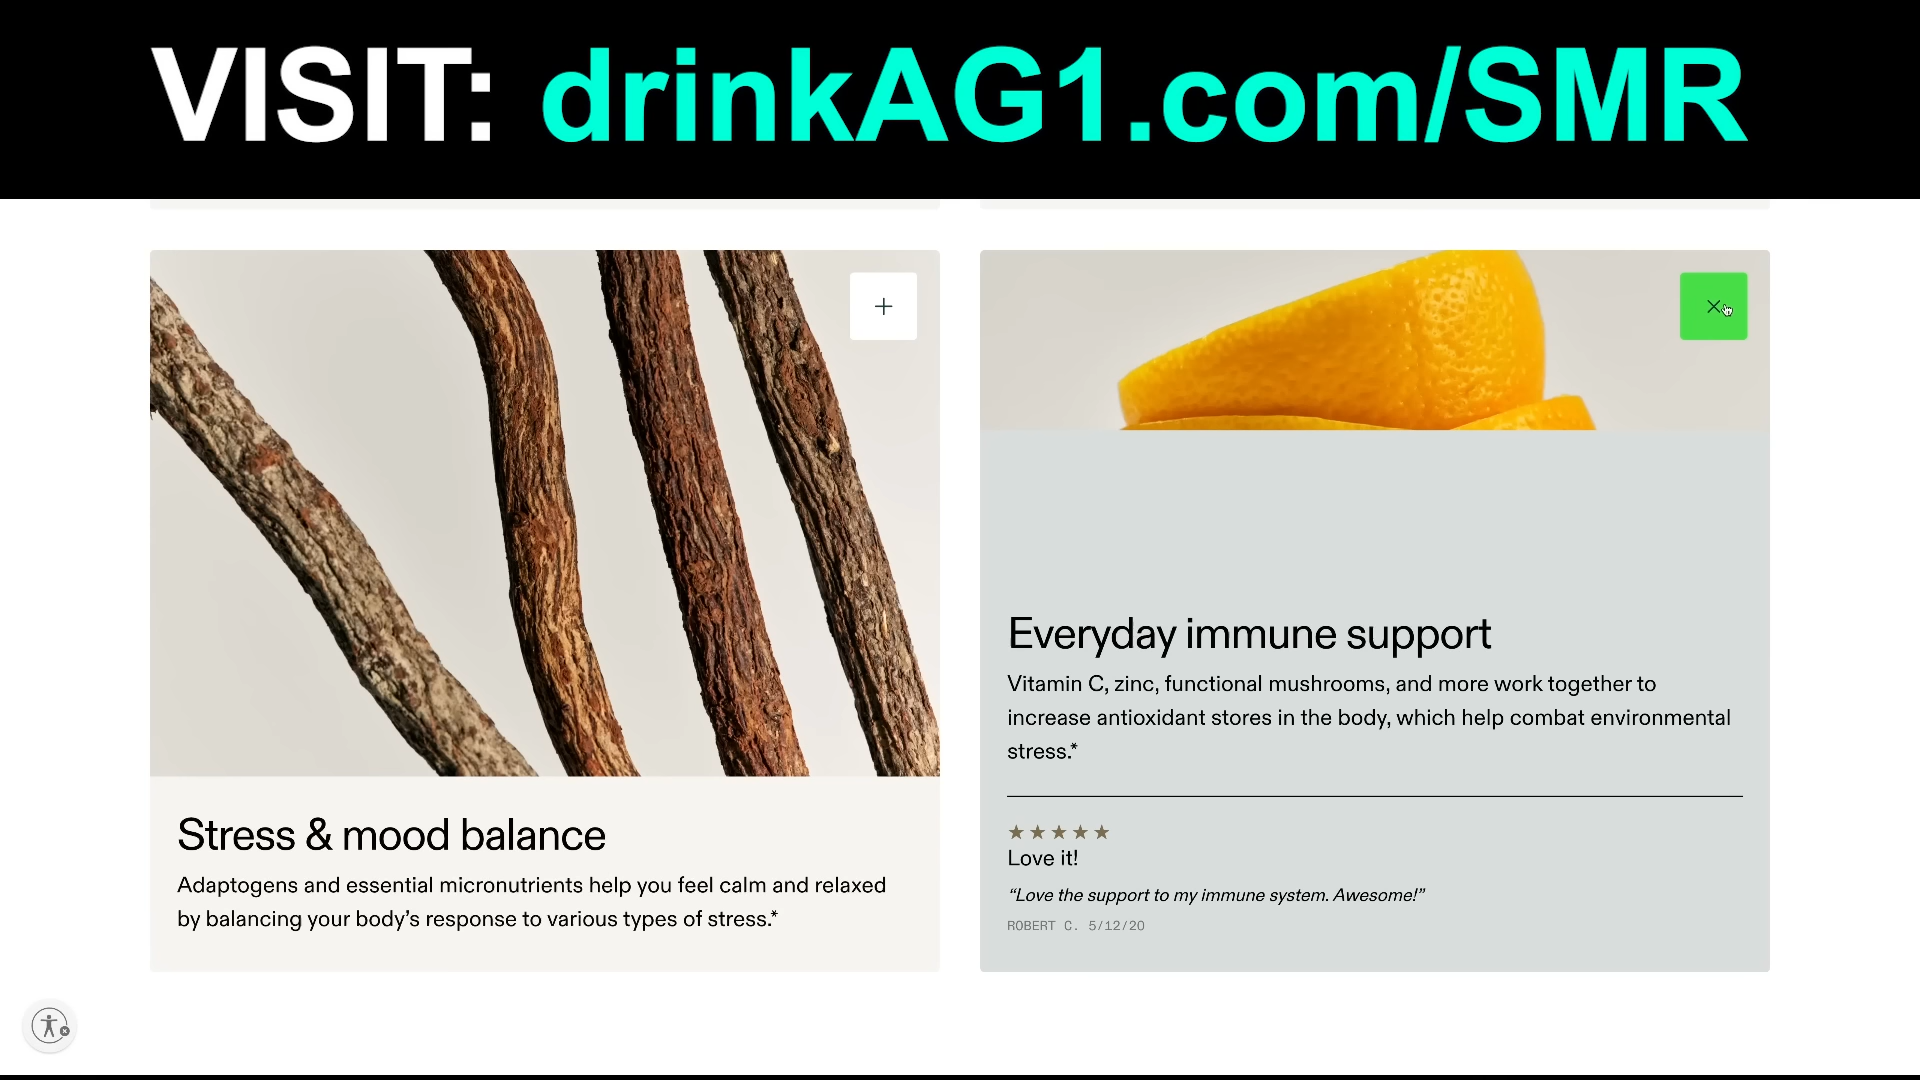 VISIT: drinkAG1.com/SMR
Stress & mood balance
Adaptogens and essential micronutrients help you feel calm and relaxed
by balancing your body’s response to various types of stress.*
Everyday immune support
Vitamin C, zinc, functional mushrooms, and more work together to
increase antioxidant stores in the body, which help combat environmental
stress.*
★★★★★
Love it!
“Love the support to my immune system. Awesome!”
ROBERT C. 5/12/20